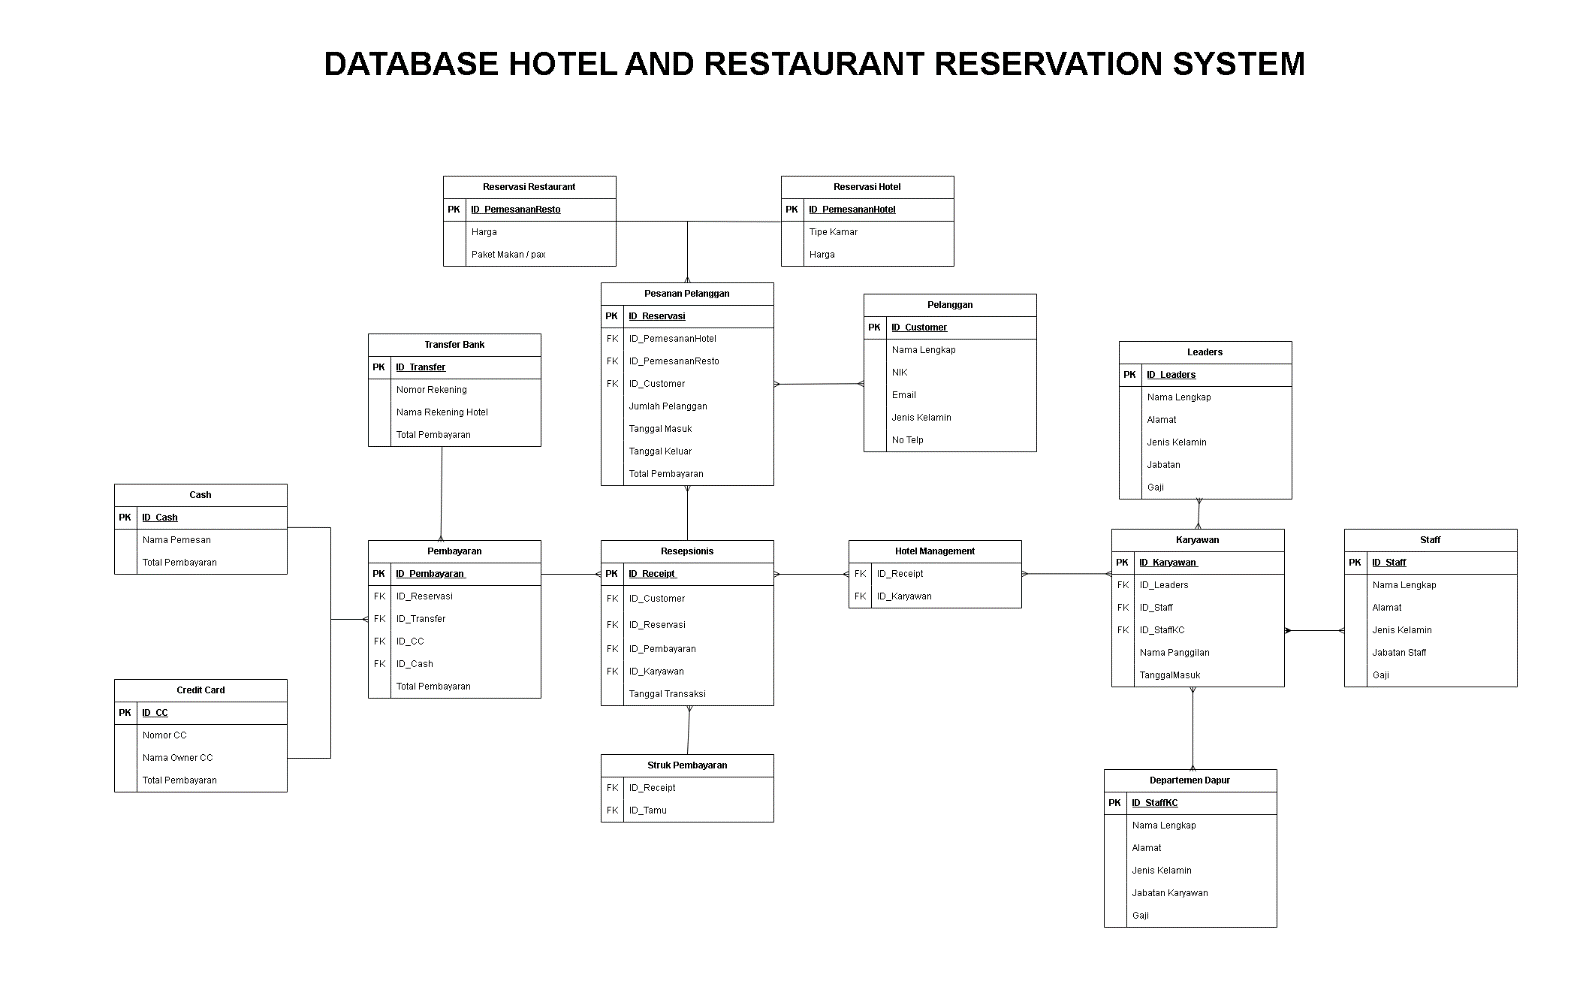 DATABASE HOTEL AND RESTAURANT RESERVATION SYSTEM
Reservasi Restaurant
PK ID_PemesananResto
Harga
Paket Makan / pax
Reservasi Hotel
PK ID_PemesananHotel
Tipe Kamar
Harga
Pesanan Pelanggan
PK ID_Reservasi
FK ID_PemesananHotel
FK ID_PemesananResto
FK ID_Customer
Jumlah Pelanggan
Tanggal Masuk
Tanggal Keluar
Total Pembayaran
Pelanggan
PK ID_Customer
Nama Lengkap
NIK
Email
Jenis Kelamin
No Telp
Transfer Bank
PK ID_Transfer
Nomor Rekening
Nama Rekening Hotel
Total Pembayaran
Leaders
PK ID_Leaders
Nama Lengkap
Alamat
Jenis Kelamin
Jabatan
Gaji
Cash
PK ID_Cash
Nama Pemesan
Total Pembayaran
Pembayaran
PK ID_Pembayaran
FK ID_Reservasi
FK ID_Transfer
FK ID_CC
FK ID_Cash
Total Pembayaran
Resepsionis
PK ID_Receipt
FK ID_Customer
FK ID_Reservasi
FK ID_Pembayaran
FK ID_Karyawan
Tanggal Transaksi
Hotel Management
FK ID_Receipt
FK ID_Karyawan
Karyawan
PK ID_Karyawan
FK ID_Leaders
FK ID_Staff
FK ID_StaffKC
Nama Panggilan
TanggalMasuk
Staff
PK ID_Staff
Nama Lengkap
Alamat
Jenis Kelamin
Jabatan Staff
Gaji
Credit Card
PK ID_CC
Nomor CC
Nama Owner CC
Total Pembayaran
Struk Pembayaran
FK ID_Receipt
FK ID_Tamu
Departemen Dapur
PK ID_StaffKC
Nama Lengkap
Alamat
Jenis Kelamin
Jabatan Karyawan
Gaji